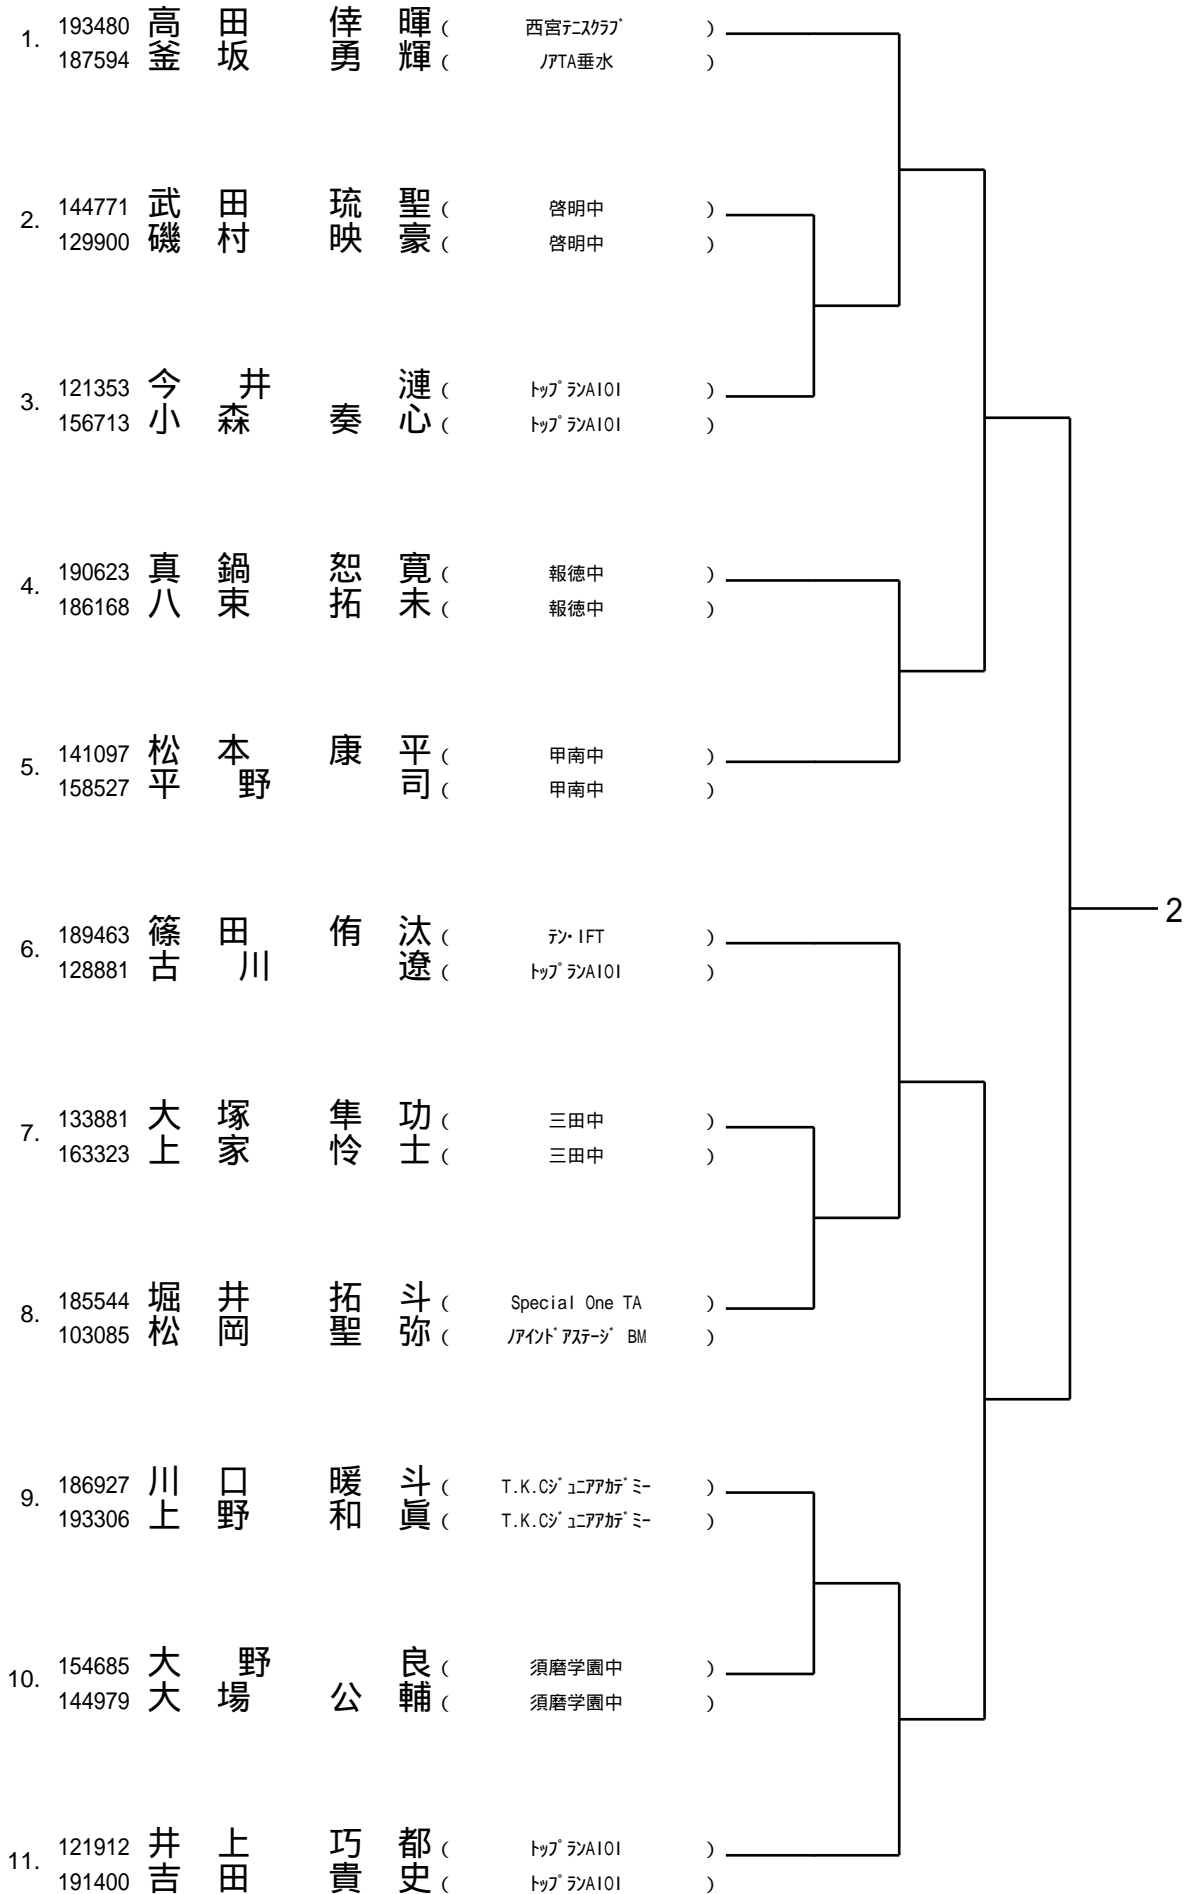 1. 193480 高田 倖暉 ( 西宮ﾃﾆｽｸﾗﾌﾞ )
187594 釜坂 勇輝 ( ﾉｱTA垂水 )
2. 144771 武田 琉聖 ( 啓明中 )
129900 磯村 映豪 ( 啓明中 )
3. 121353 今井 漣 ( ﾄｯﾌﾟﾗﾝAIOI )
156713 小森 奏心 ( ﾄｯﾌﾟﾗﾝAIOI )
4. 190623 真鍋 恕寛 ( 報徳中 )
186168 八束 拓未 ( 報徳中 )
5. 141097 松本 康平 ( 甲南中 )
158527 平野 司 ( 甲南中 )
2
6. 189463 篠田 侑汰 ( ﾃﾝ･IFT )
128881 古川 遼 ( ﾄｯﾌﾟﾗﾝAIOI )
7. 133881 大塚 隼功 ( 三田中 )
163323 上家 怜士 ( 三田中 )
8. 185544 堀井 拓斗 ( Special One TA )
103085 松岡 聖弥 ( ﾉｱｲﾝﾄﾞｱｽﾃｰｼﾞ BM )
9. 186927 川口 暖斗 ( T.K.Cｼﾞｭﾆｱｱｶﾃﾞﾐｰ )
193306 上野 和眞 ( T.K.Cｼﾞｭﾆｱｱｶﾃﾞﾐｰ )
10. 154685 大野 良 ( 須磨学園中 )
144979 大場 公輔 ( 須磨学園中 )
11. 121912 井上 巧都 ( ﾄｯﾌﾟﾗﾝAIOI )
191400 吉田 貴史 ( ﾄｯﾌﾟﾗﾝAIOI )